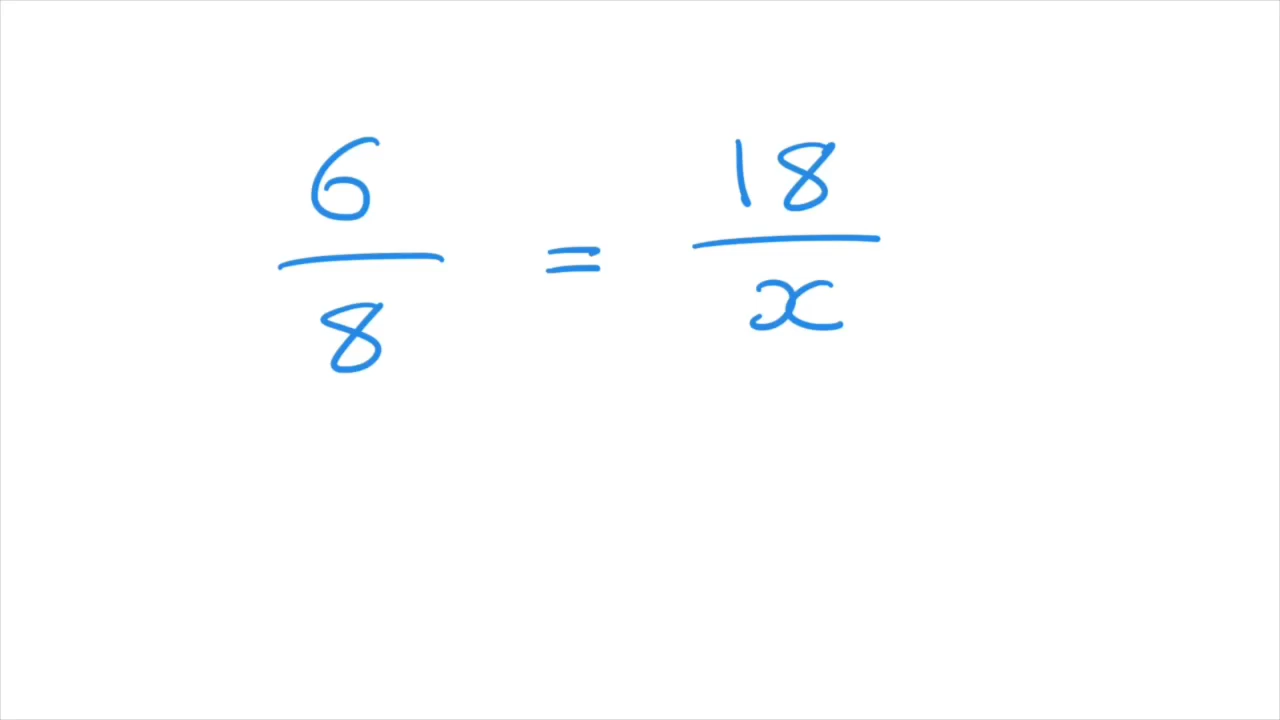 6/8 = 18/x